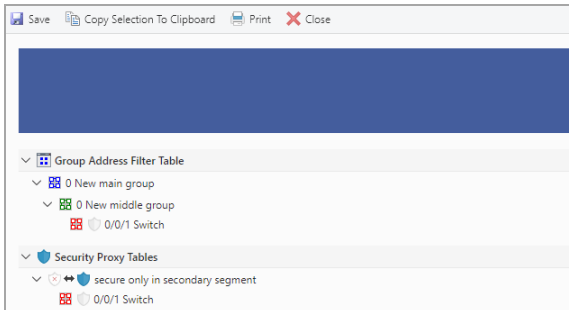 Save Copy Selection To Clipboard Print Close
Group Address Filter Table
0 New main group
0 New middle group
0/0/1 Switch
Security Proxy Tables
secure only in secondary segment
0/0/1 Switch